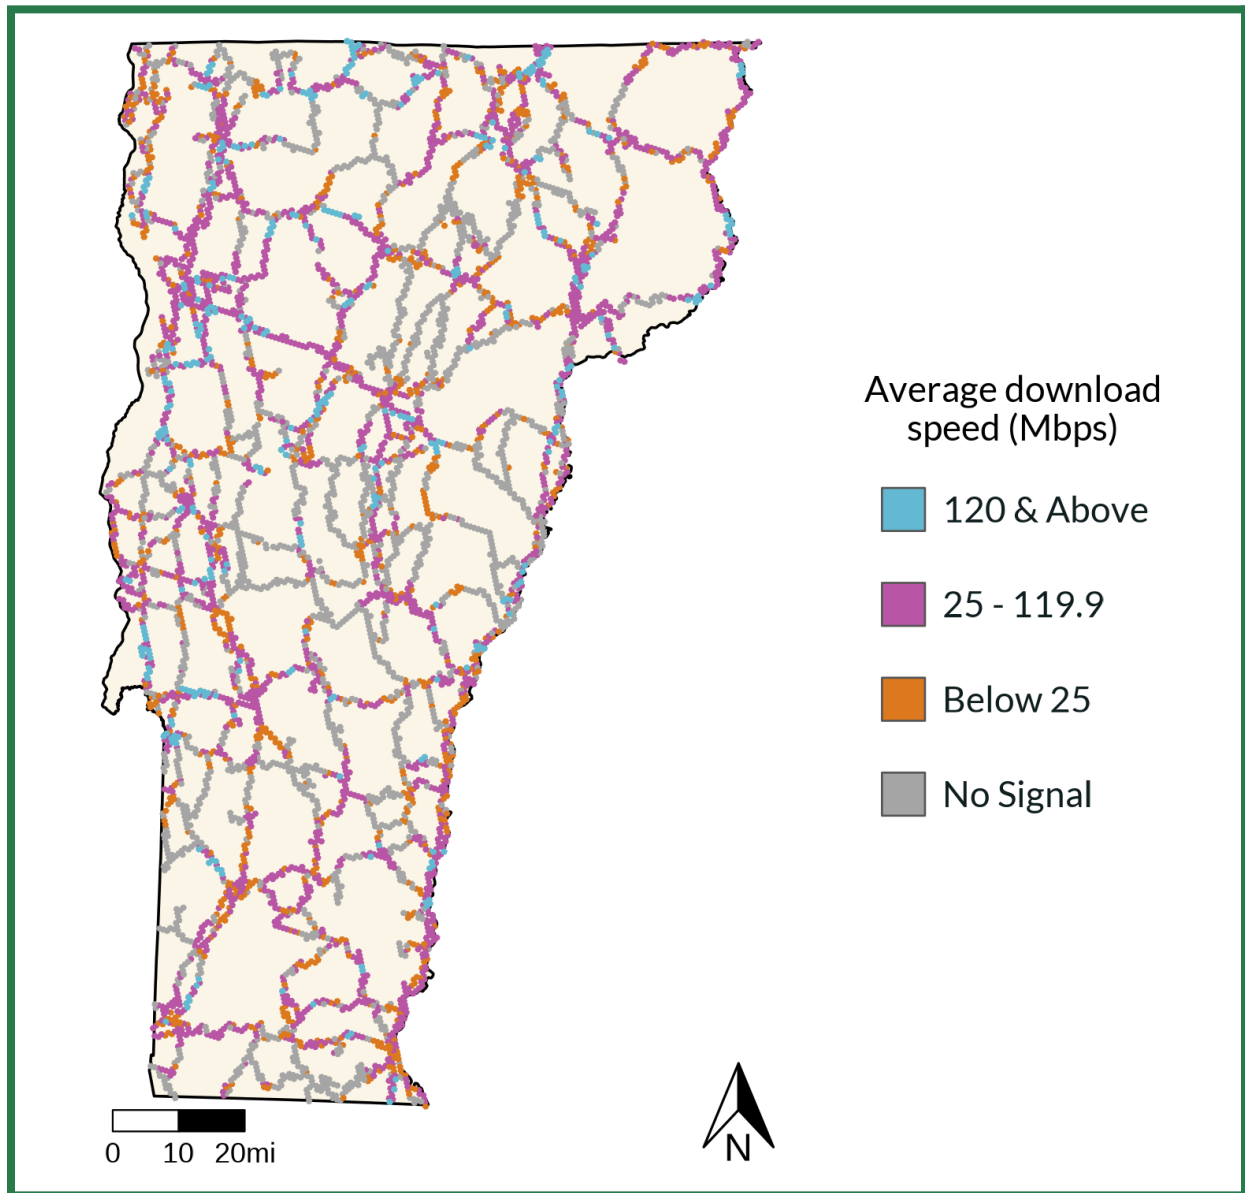 Average download
speed (Mbps)
120 & Above
25 - 119.9
Below 25
No Signal
0 10 20mi
N